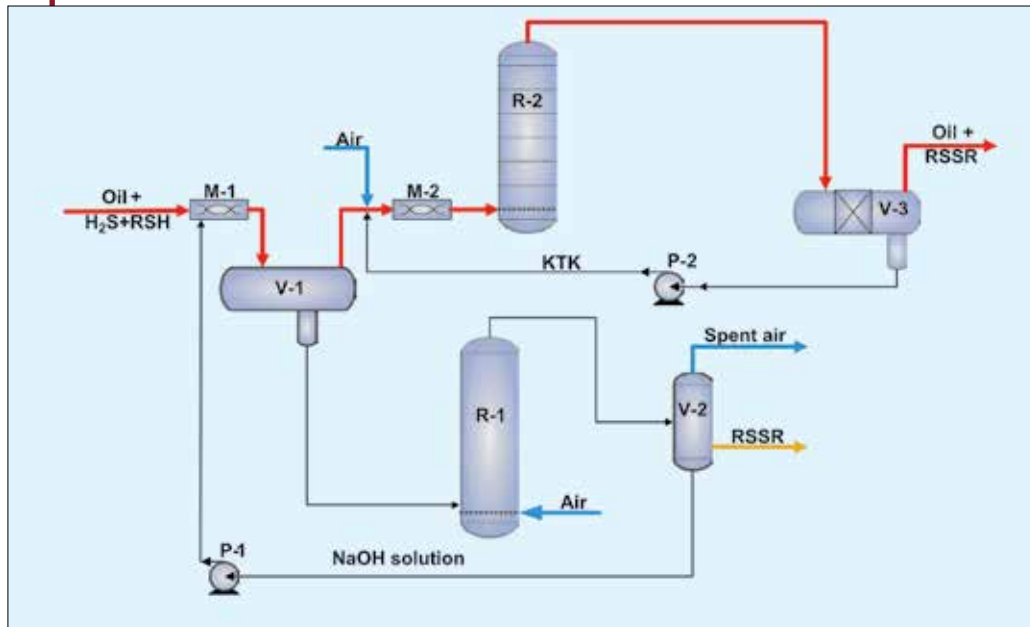 R-2
Air
Oil +
RSSR
Oil +
H₂S+RSH
M-1
M-2
V-3
KTK
P-2
V-1
Spent air
R-1
V-2
RSSR
Air
P-1
NaOH solution